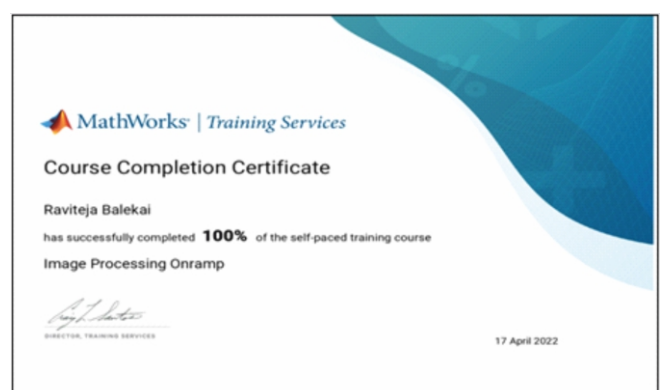 MathWorks® | Training Services
Course Completion Certificate
Raviteja Balekai
has successfully completed 100% of the self-paced training course
Image Processing Onramp
DIRECTOR, TRAINING SERVICES
17 April 2022